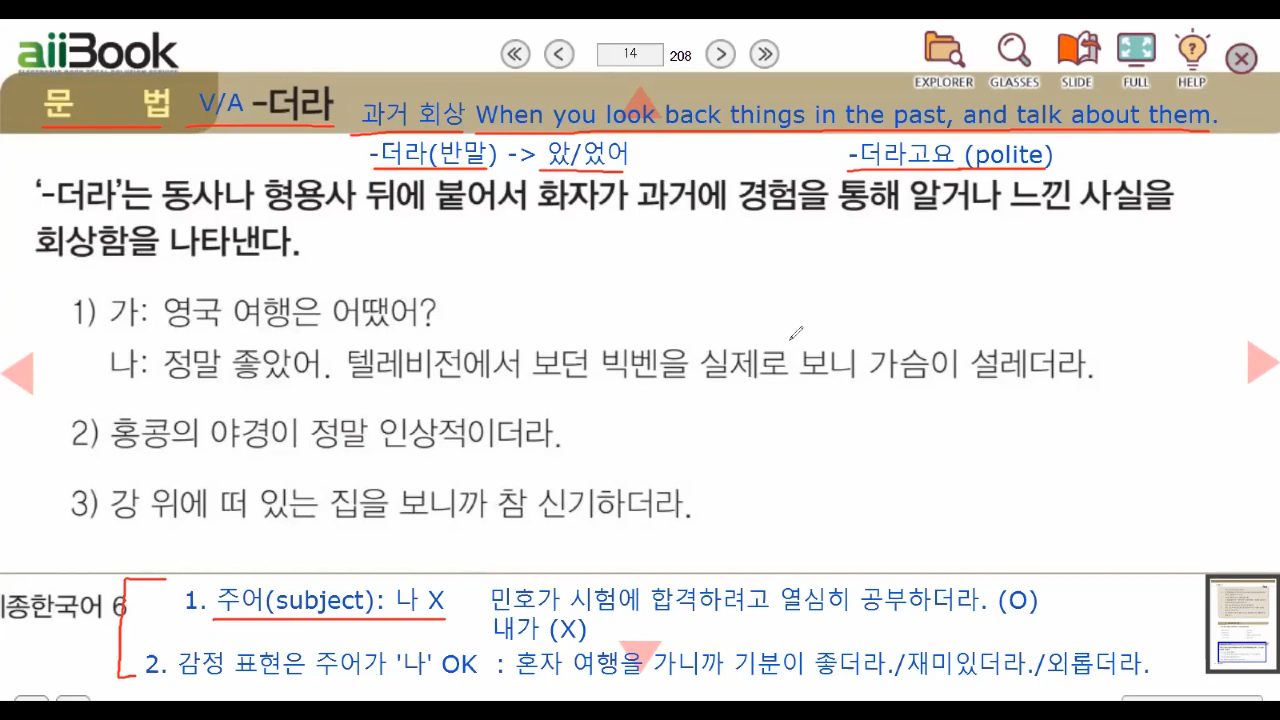 aiiBook
14 208
EXPLORER GLASSES SLIDE FULL HELP
문 법 V/A -더라 과거 회상 When you look back things in the past, and talk about them.
-더라(반말) -> 았/었어 -더라고요 (polite)
‘-더라’는 동사나 형용사 뒤에 붙어서 화자가 과거에 경험을 통해 알거나 느낀 사실을
회상함을 나타낸다.
1) 가: 영국 여행은 어땠어?
나: 정말 좋았어. 텔레비전에서 보던 빅벤을 실제로 보니 가슴이 설레더라.
2) 홍콩의 야경이 정말 인상적이더라.
3) 강 위에 떠 있는 집을 보니까 참 신기하더라.
종한국어 6
1. 주어(subject): 나 X 민호가 시험에 합격하려고 열심히 공부하더라. (O)
내가 (X)
2. 감정 표현은 주어가 '나' OK : 혼자 여행을 가니까 기분이 좋더라./재미있더라./외롭더라.